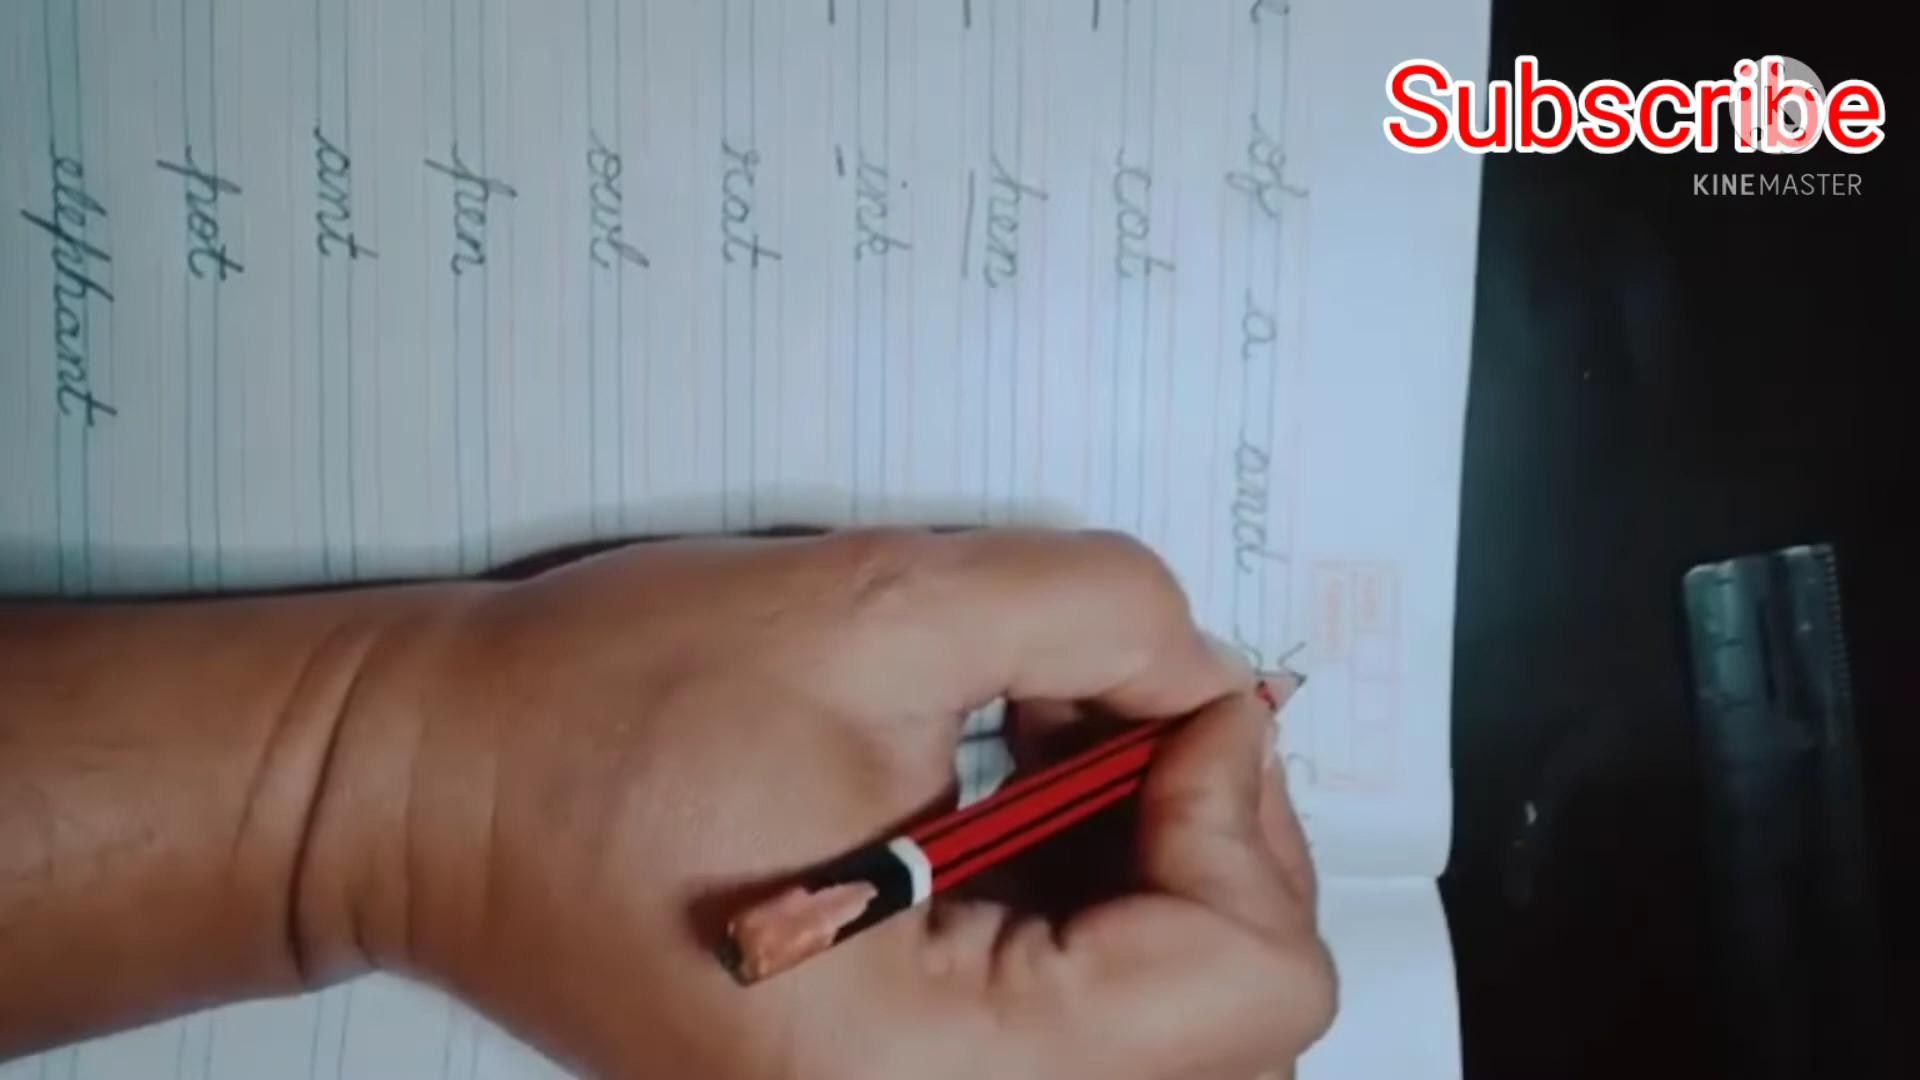 Subscribe
KINEMASTER
of a and
cat
hen
ink
rat
owl
pen
ant
pot
elephant